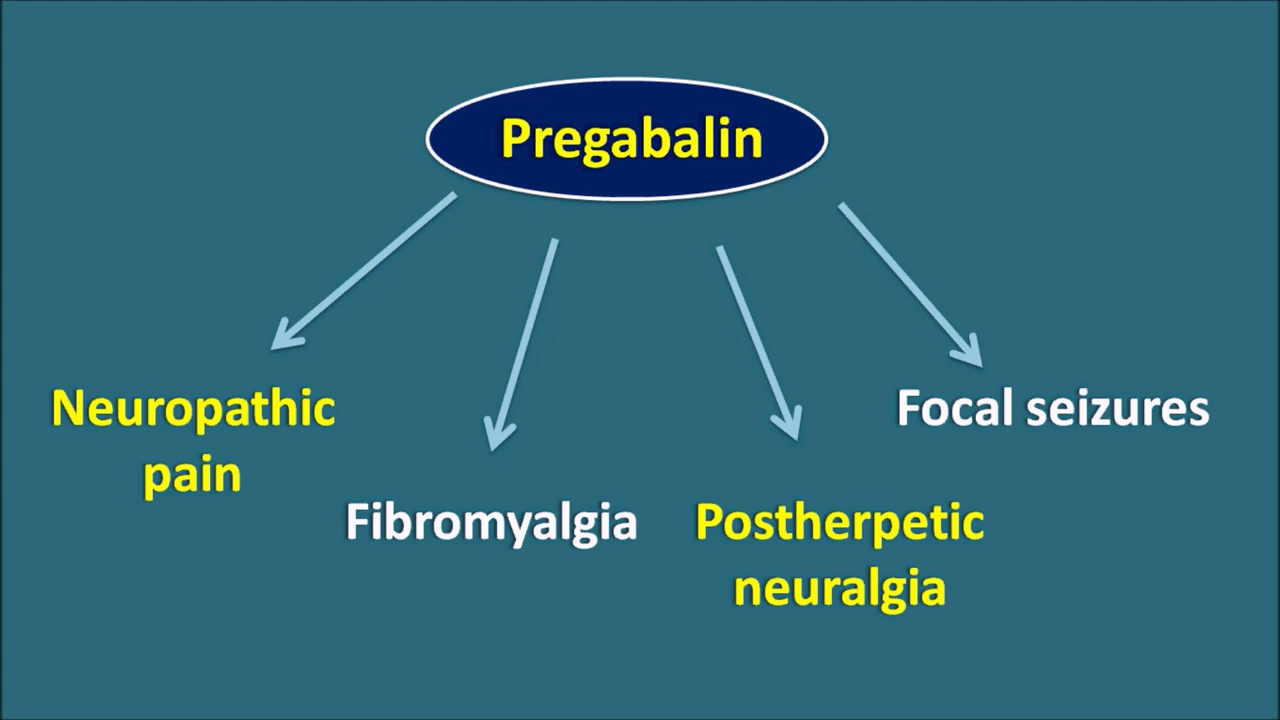 Pregabalin
Neuropathic
pain
Fibromyalgia
Postherpetic
neuralgia
Focal seizures